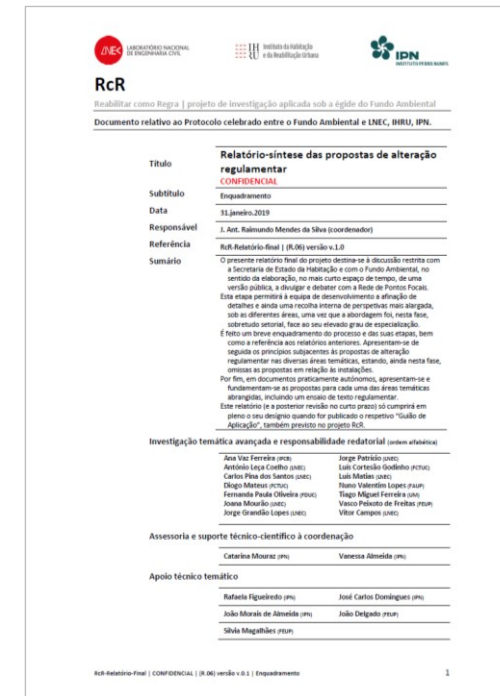 LNEC
LABORATÓRIO NACIONAL
DE ENGENHARIA CIVIL
IHRU
Instituto da Habitação
e da Reabilitação Urbana
IPN
INSTITUTO PEDRO NUNES
RcR
Reabilitar como Regra | projeto de investigação aplicada sob a égide do Fundo Ambiental
Documento relativo ao Protocolo celebrado entre o Fundo Ambiental e LNEC, IHRU, IPN.
Título
Relatório-síntese das propostas de alteração
regulamentar
CONFIDENCIAL
Subtítulo
Enquadramento
Data
31.janeiro.2019
Responsável
J. Ant. Raimundo Mendes da Silva (coordenador)
Referência
RcR-Relatório-final | (R.06) versão v.1.0
Sumário
O presente relatório final do projeto destina-se à discussão restrita com
a Secretaria de Estado da Habitação e com o Fundo Ambiental, no
sentido da elaboração, no mais curto espaço de tempo, de uma
versão pública, a divulgar e debater com a Rede de Pontos Focais.
Esta etapa permitirá à equipa de desenvolvimento a afinação de
detalhes e ainda uma recolha interna de perspetivas mais alargada,
sob as diferentes áreas, uma vez que a abordagem foi, nesta fase,
sobretudo setorial, face ao seu elevado grau de especialização.
É feito um breve enquadramento do processo e das suas etapas, bem
como a referência aos relatórios anteriores. Apresentam-se de
seguida os princípios subjacentes às propostas de alteração
regulamentar nas diversas áreas temáticas, estando, ainda nesta fase,
omissas as propostas em relação às instalações.
Por fim, em documentos praticamente autónomos, apresentam-se e
fundamentam-se as propostas para cada uma das áreas temáticas
abrangidas, incluindo um ensaio de texto regulamentar.
Este relatório (e a posterior revisão no curto prazo) só cumprirá em
pleno o seu desígnio quando for publicado o respetivo "Guião de
Aplicação", também previsto no projeto RcR.
Investigação temática avançada e responsabilidade redatorial (ordem alfabética)
Ana Vaz Ferreira (IPCB) Jorge Patrício (LNEC)
António Leça Coelho (LNEC) Luís Cortesão Godinho (FCTUC)
Carlos Pina dos Santos (LNEC) Luís Matias (LNEC)
Diogo Mateus (FCTUC) Nuno Valentim Lopes (FAUP)
Fernanda Paula Oliveira (FDUC) Tiago Miguel Ferreira (UM)
Joana Mourão (LNEC) Vasco Peixoto de Freitas (FEUP)
Jorge Grandão Lopes (LNEC) Vítor Campos (LNEC)
Assessoria e suporte técnico-científico à coordenação
Catarina Mouraz (IPN) Vanessa Almeida (IPN)
Apoio técnico temático
Rafaela Figueiredo (IPN) José Carlos Domingues (IPN)
João Morais de Almeida (IPN) João Delgado (FEUP)
Sílvia Magalhães (FEUP)
RcR-Relatório-Final | CONFIDENCIAL | (R.06) versão v.0.1 | Enquadramento 1